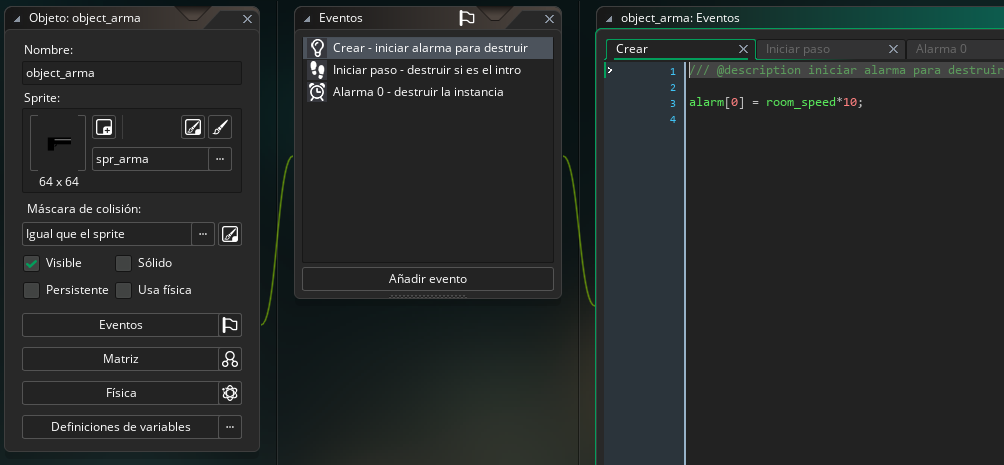 Objeto: object_arma
Nombre:
object_arma
Sprite:
spr_arma
64 x 64
Máscara de colisión:
Igual que el sprite
Visible
Sólido
Persistente
Usa física
Eventos
Matriz
Física
Definiciones de variables
Eventos
Crear - iniciar alarma para destruir
Iniciar paso - destruir si es el intro
Alarma 0 - destruir la instancia
Añadir evento
object_arma: Eventos
Crear
Iniciar paso
Alarma 0
1 /// @description iniciar alarma para destruir
2
3 alarm[0] = room_speed*10;
4